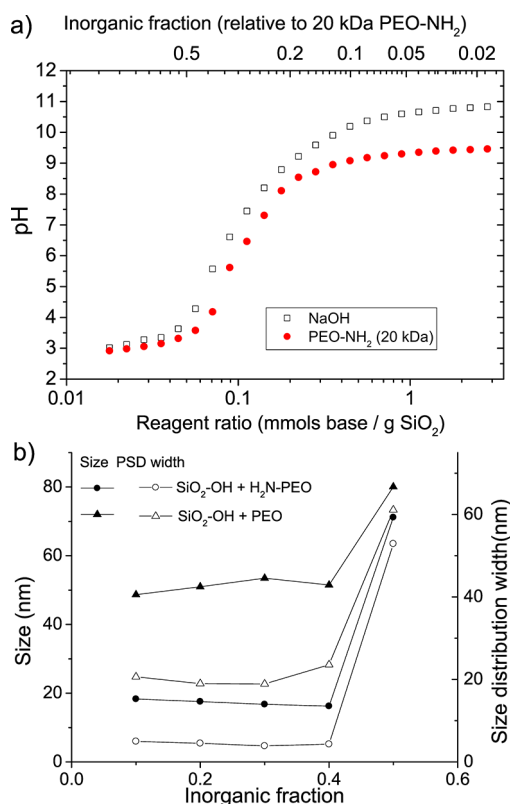 a)
Inorganic fraction (relative to 20 kDa PEO-NH₂)
0.5 0.2 0.1 0.05 0.02
12
11
10
9
8
7
6
5
4
3
2
pH
NaOH
PEO-NH₂ (20 kDa)
0.01 0.1 1
Reagent ratio (mmols base / g SiO₂)
b)
Size PSD width
SiO₂-OH + H₂N-PEO
SiO₂-OH + PEO
80
60
40
20
0
Size (nm)
60
40
20
0
Size distribution width(nm)
0.0 0.2 0.4 0.6
Inorganic fraction